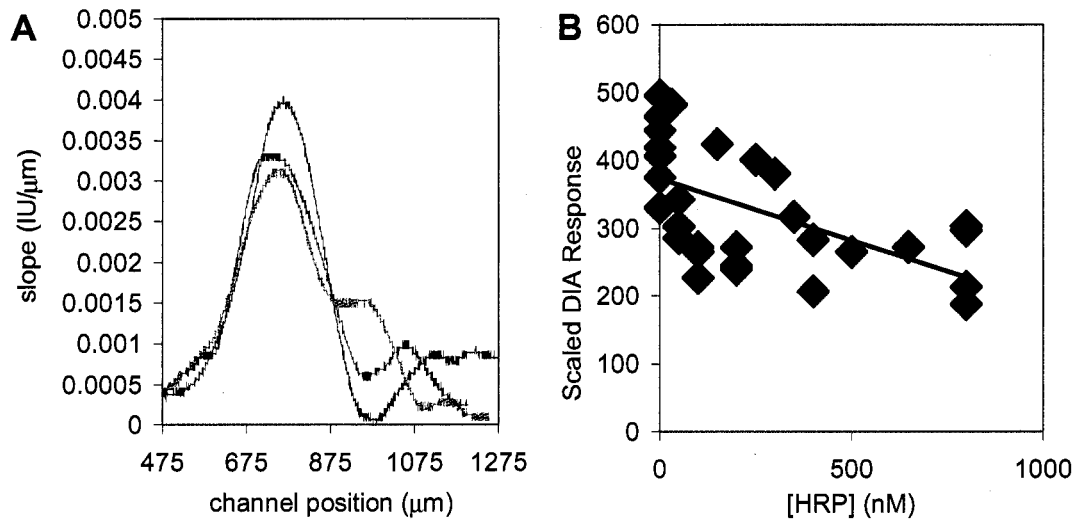 A
0.005
0.0045
0.004
0.0035
0.003
0.0025
0.002
0.0015
0.001
0.0005
0
slope (IU/µm)
475 675 875 1075 1275
channel position (µm)
B
600
500
400
300
200
100
0
Scaled DIA Response
0 500 1000
[HRP] (nM)